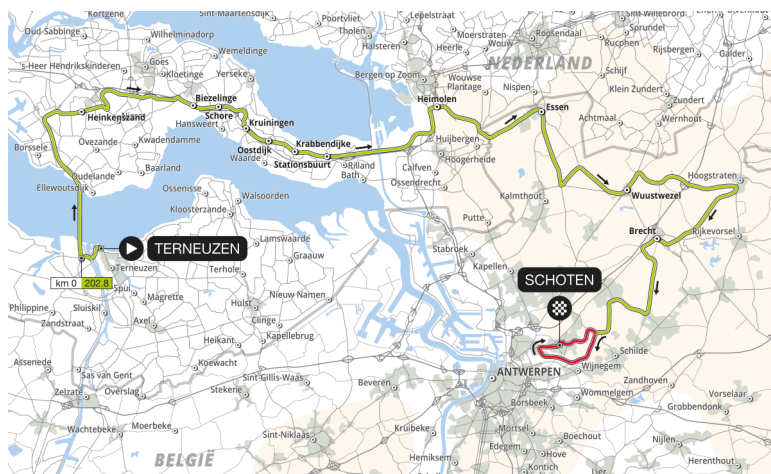 Kortgene
Sint-Maartensdijk
Poortvliet
Lepelstraat
Oud-Sabbinge
Wilhelminadorp
Tholen
Moerstraten
Roosendaal
Sprundel
Halsteren
Wouw
Rucphen
Rijsbergen
Galder
Wemeldinge
Heerle
's-Heer Hendrikskinderen
Goes
NEDERLAND
Kloetinge
Yerseke
Bergen op Zoom
Wouwse
Plantage
Nispen
Schijf
Klein Zundert
Zundert
Biezelinge
Heimolen
Essen
Heinkenszand
Schore
Achtmaal
Wernhout
Hansweert
Kruiningen
Borssele
Ovezande
Kwadendamme
Krabbendijke
Huijbergen
Oostdijk
Hoogerheide
Waarde
Stationsbuurt
Rilland
Bath
Calfven
Ossendrecht
Oudelande
Baarland
Hoogstraten
Ellewoutsdijk
Ossenisse
Walsoorden
Kalmthout
Wuustwezel
Kloosterzande
Putte
Brecht
Rijkevorsel
TERNEUZEN
Lamswaarde
Stabroek
Graauw
Terneuzen
Terhole
Kapellen
km 0 202.8
Spui
SCHOTEN
Magrette
Hulst
Nieuw Namen
Philippine
Sluiskil
Axel
Clinge
Zandstraat
Heikant
Kapellebrug
Schilde
Assenede
Koewacht
Wijnegem
Sas van Gent
ANTWERPEN
Zandhoven
Sint-Gillis-Waas
Beveren
Wommelgem
Vorselaar
Zelzate
Overslag
Stekene
Borsbeek
Grobbendonk
Wachtebeke
Moerbeke
Kruibeke
Mortsel
Boechout
Sint-Niklaas
Edegem
Nijlen
Hove
BELGIË
Hemiksem
Kontich
Lier
Herenthout